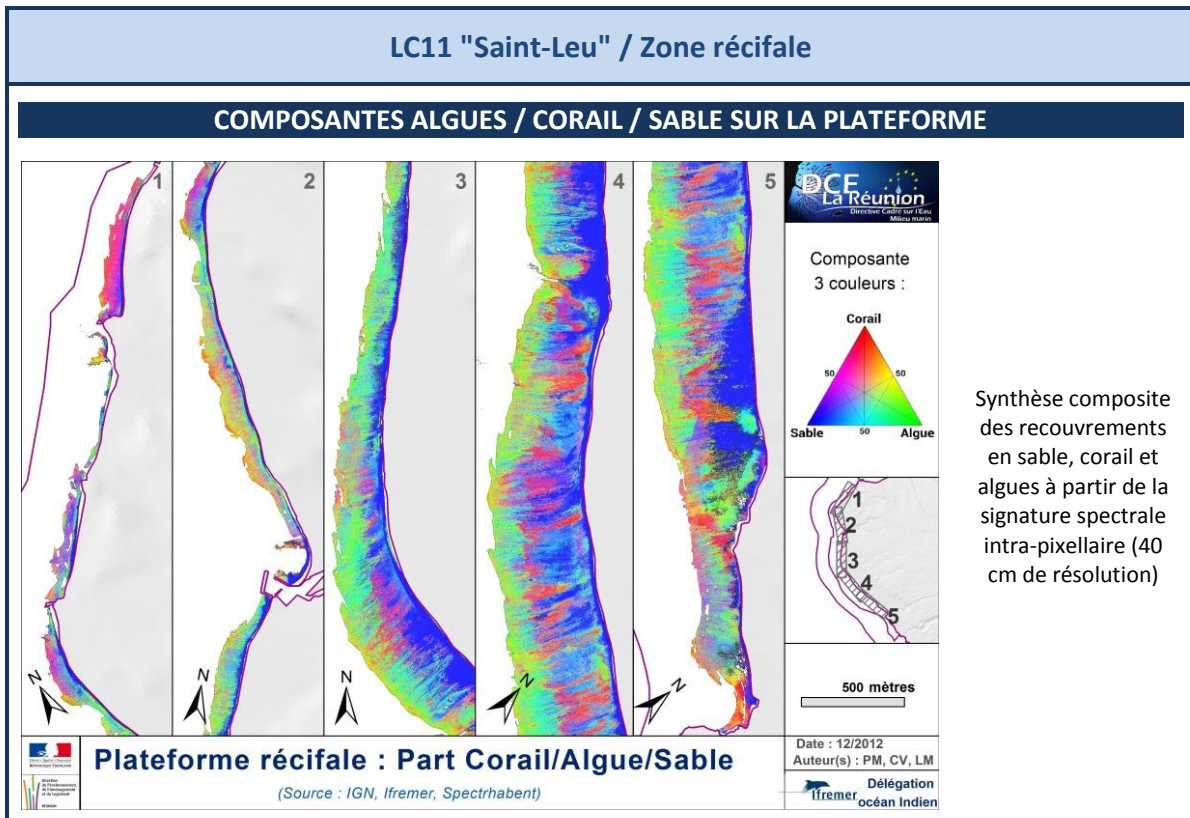 LC11 "Saint-Leu" / Zone récifale
COMPOSANTES ALGUES / CORAIL / SABLE SUR LA PLATEFORME
1
2
3
4
5
N
N
N
N
N
DCE
La Réunion
Directive Cadre sur l'Eau
Milieu marin
Composante
3 couleurs :
Corail
50
50
Sable
50
Algue
1
2
3
4
5
500 mètres
Synthèse composite
des recouvrements
en sable, corail et
algues à partir de la
signature spectrale
intra-pixellaire (40
cm de résolution)
Plateforme récifale : Part Corail/Algue/Sable
(Source : IGN, Ifremer, Spectrhabent)
Date : 12/2012
Auteur(s) : PM, CV, LM
Ifremer
Délégation
océan Indien